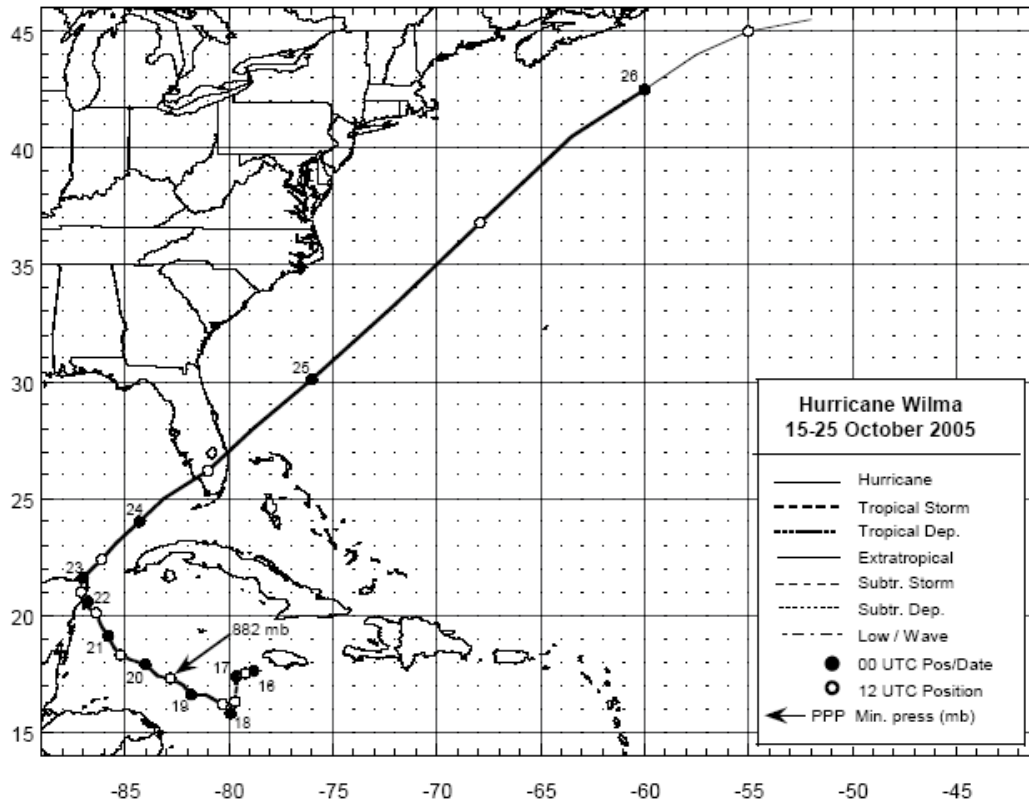 45
26
40
35
30
25
Hurricane Wilma
15-25 October 2005
Hurricane
Tropical Storm
Tropical Dep.
Extratropical
Subtr. Storm
Subtr. Dep.
Low / Wave
00 UTC Pos/Date
12 UTC Position
PPP Min. press (mb)
25
24
23
22
20
882 mb
21
17
20
16
19
18
15
-85 -80 -75 -70 -65 -60 -55 -50 -45